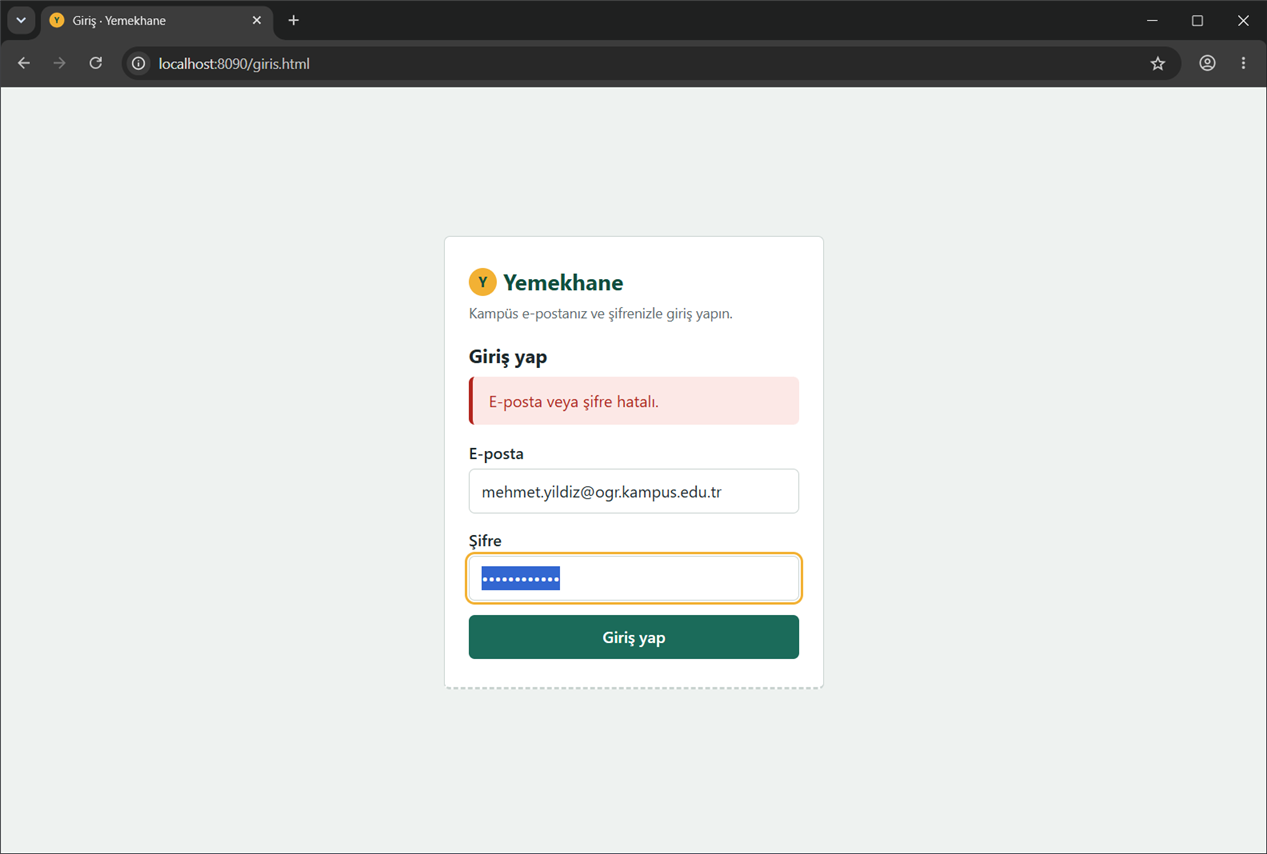 Y Giriş · Yemekhane
localhost:8090/giris.html
Y Yemekhane
Kampüs e-postanız ve şifrenizle giriş yapın.
Giriş yap
E-posta veya şifre hatalı.
E-posta
mehmet.yildiz@ogr.kampus.edu.tr
Şifre
••••••••••••
Giriş yap